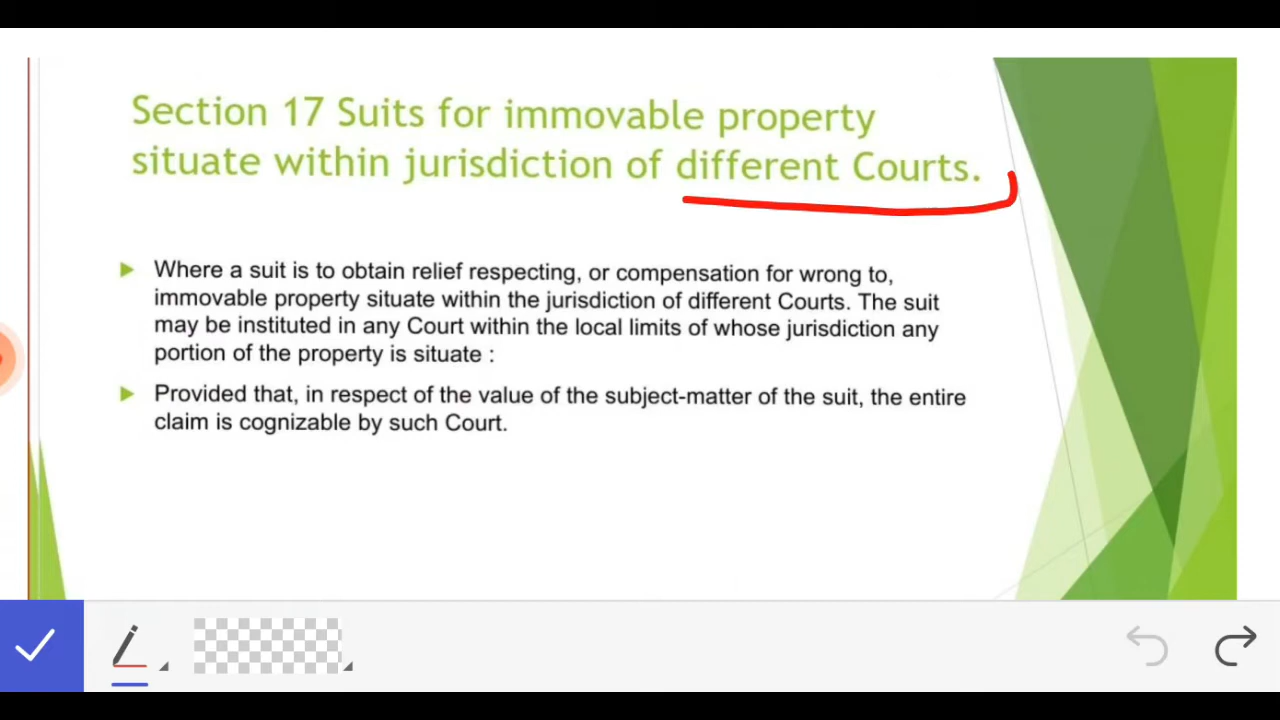 Section 17 Suits for immovable property
situate within jurisdiction of different Courts.
Where a suit is to obtain relief respecting, or compensation for wrong to,
immovable property situate within the jurisdiction of different Courts. The suit
may be instituted in any Court within the local limits of whose jurisdiction any
portion of the property is situate :
Provided that, in respect of the value of the subject-matter of the suit, the entire
claim is cognizable by such Court.